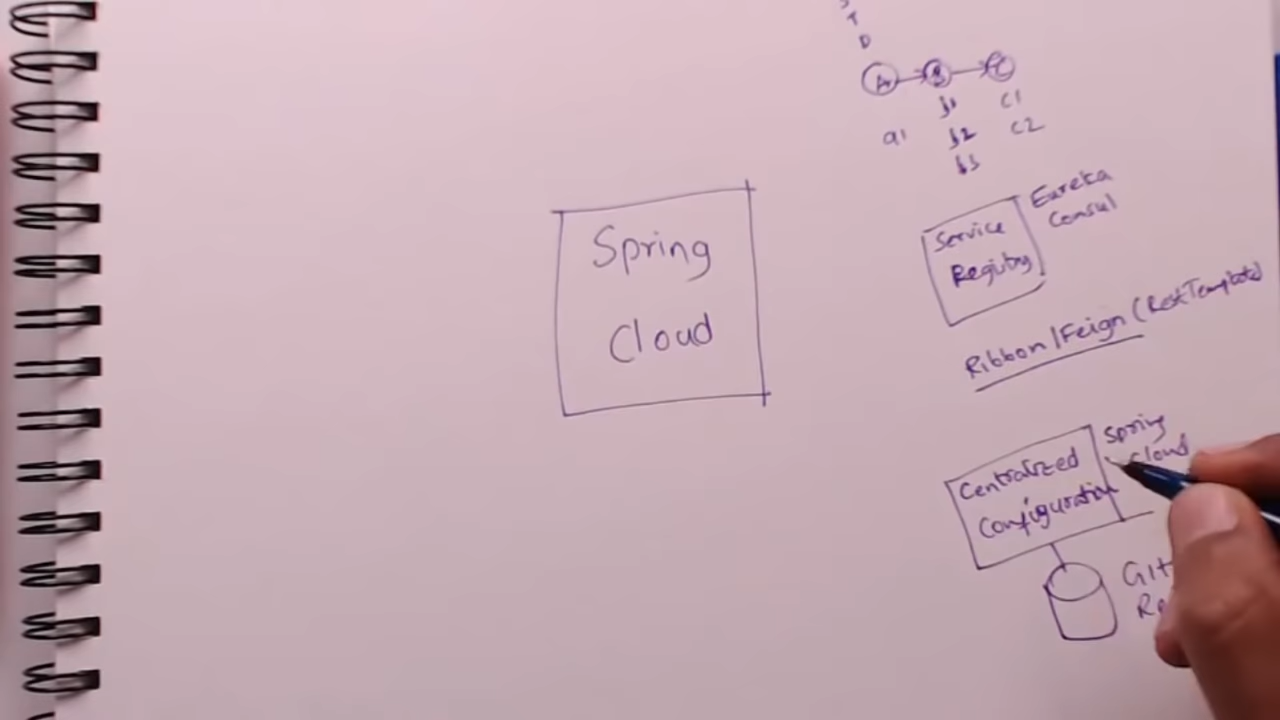 T
D
A B C
b1 C1
a1 b2 C2
b3
Spring
Cloud
Service
Registry
Eureka
Consul
Ribbon/Feign (RestTemplate)
Centralized
Configuration
Spring
Cloud
GIT